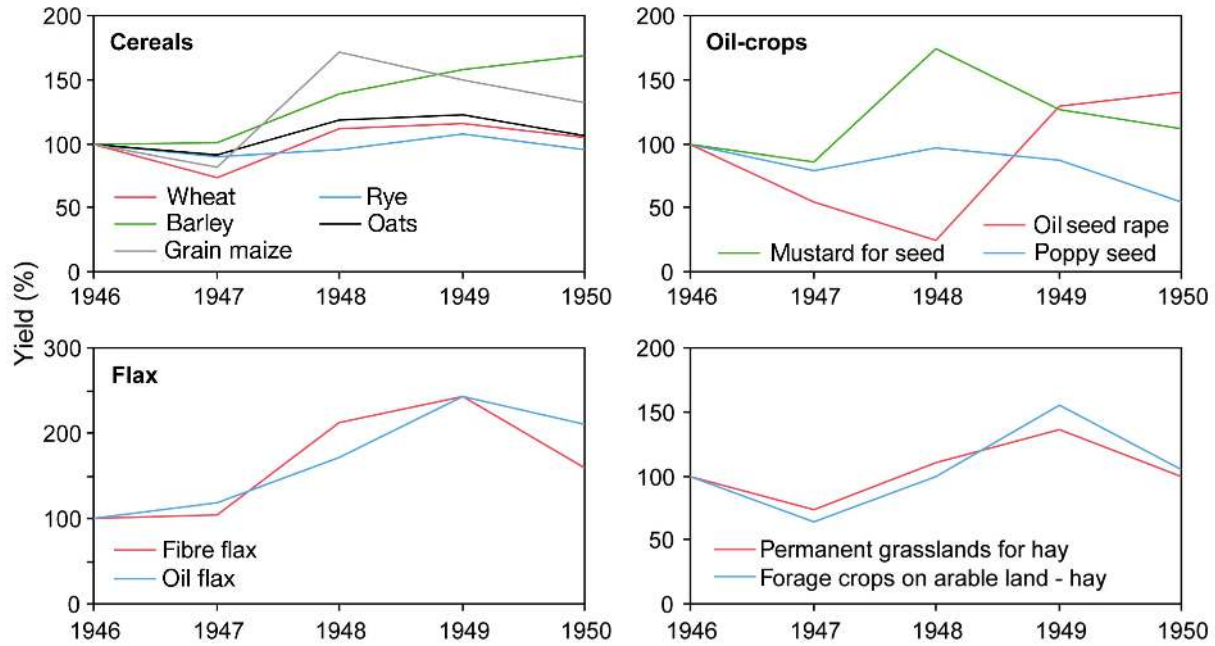 Yield (%)
200
150
100
50
0
Cereals
Wheat
Rye
Barley
Oats
Grain maize
1946
1947
1948
1949
1950
200
150
100
50
0
Oil-crops
Oil seed rape
Mustard for seed
Poppy seed
1946
1947
1948
1949
1950
300
200
100
0
Flax
Fibre flax
Oil flax
1946
1947
1948
1949
1950
200
150
100
50
0
Permanent grasslands for hay
Forage crops on arable land - hay
1946
1947
1948
1949
1950